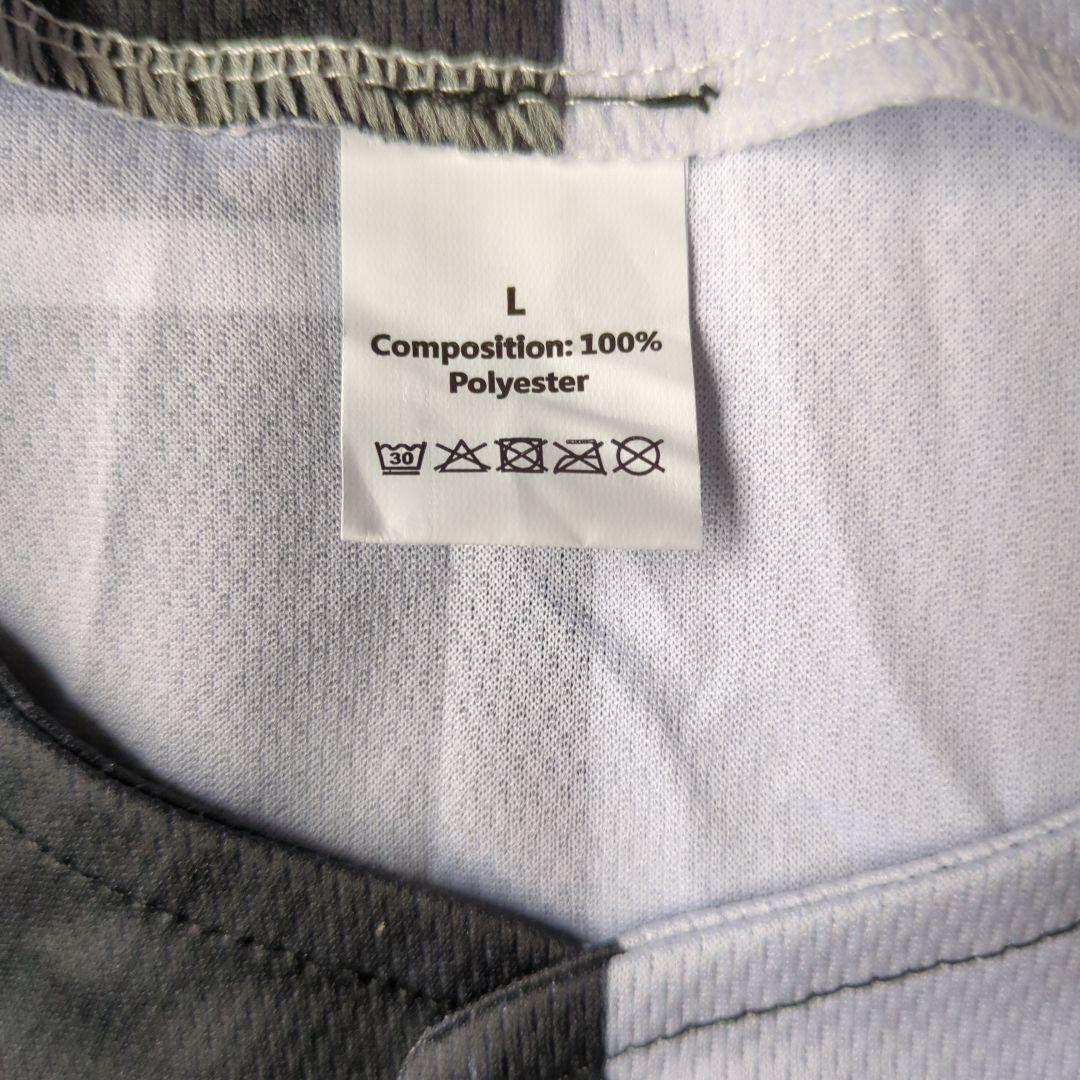 L
Composition: 100%
Polyester
30